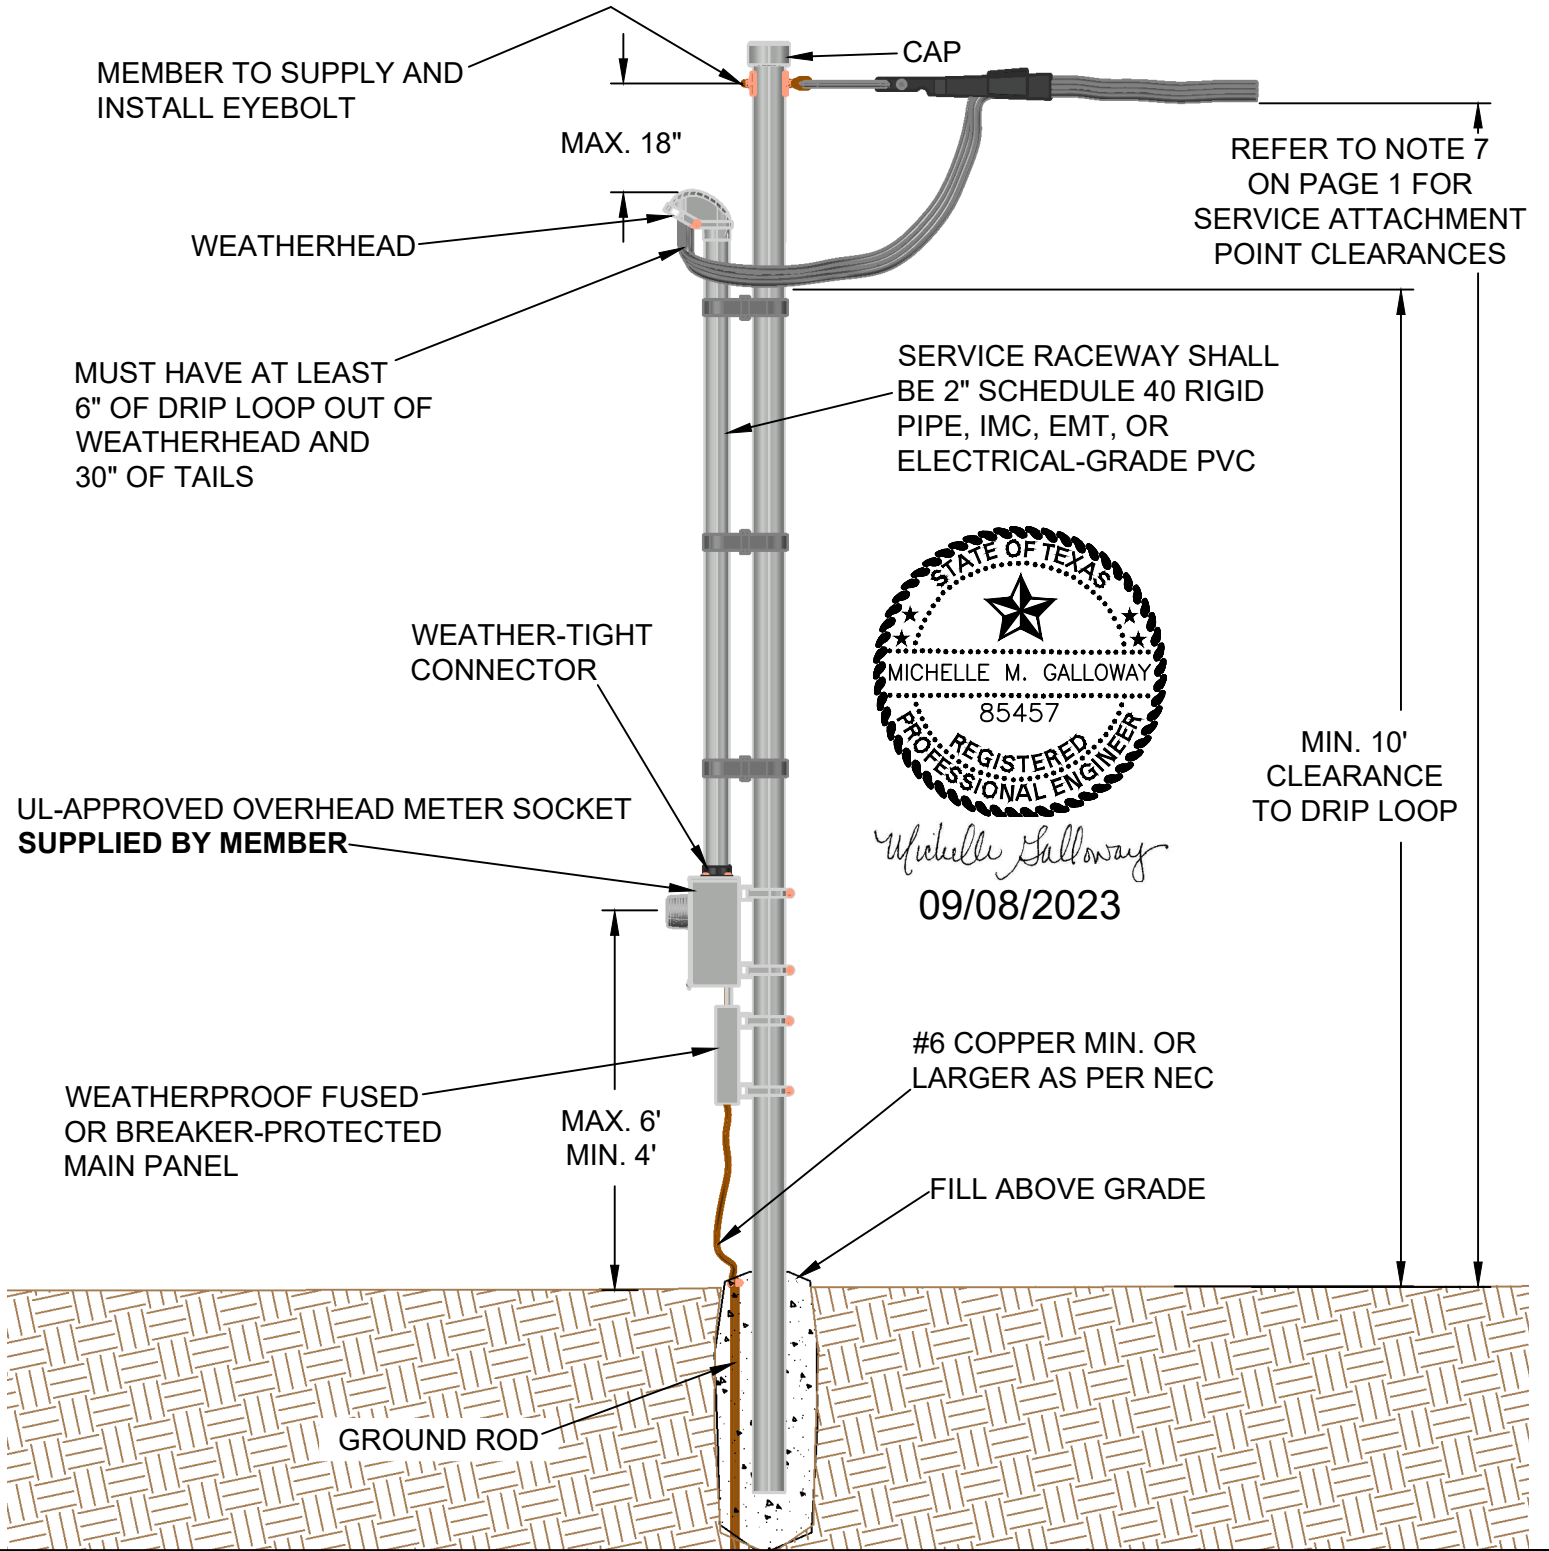 CAP
MEMBER TO SUPPLY AND
INSTALL EYEBOLT
MAX. 18"
REFER TO NOTE 7
ON PAGE 1 FOR
SERVICE ATTACHMENT
POINT CLEARANCES
WEATHERHEAD
MUST HAVE AT LEAST
6" OF DRIP LOOP OUT OF
WEATHERHEAD AND
30" OF TAILS
SERVICE RACEWAY SHALL
BE 2" SCHEDULE 40 RIGID
PIPE, IMC, EMT, OR
ELECTRICAL-GRADE PVC
STATE OF TEXAS
MICHELLE M. GALLOWAY
85457
REGISTERED
PROFESSIONAL ENGINEER
Michelle Galloway
09/08/2023
WEATHER-TIGHT
CONNECTOR
MIN. 10'
CLEARANCE
TO DRIP LOOP
UL-APPROVED OVERHEAD METER SOCKET
SUPPLIED BY MEMBER
#6 COPPER MIN. OR
LARGER AS PER NEC
WEATHERPROOF FUSED
OR BREAKER-PROTECTED
MAIN PANEL
MAX. 6'
MIN. 4'
FILL ABOVE GRADE
GROUND ROD